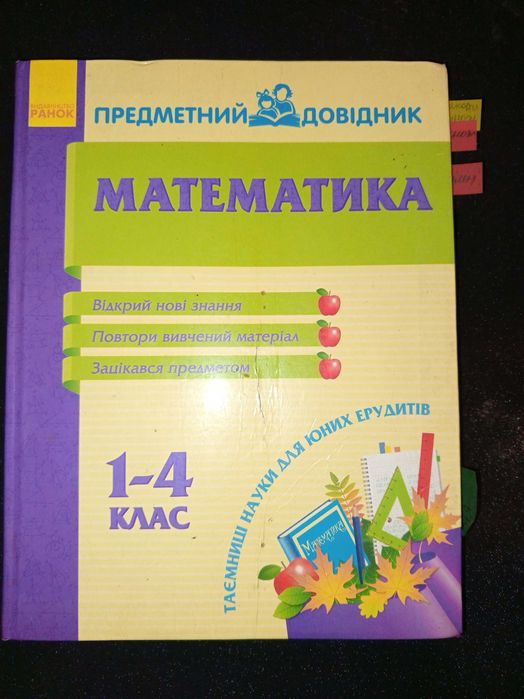 ВИДАВНИЦТВО
РАНОК
ПРЕДМЕТНИЙ ДОВІДНИК
МАТЕМАТИКА
Відкрий нові знання
Повтори вивчений матеріал
Зацікався предметом
1-4
КЛАС
ТАЄМНИЦІ НАУКИ ДЛЯ ЮНИХ ЕРУДИТІВ
Математика